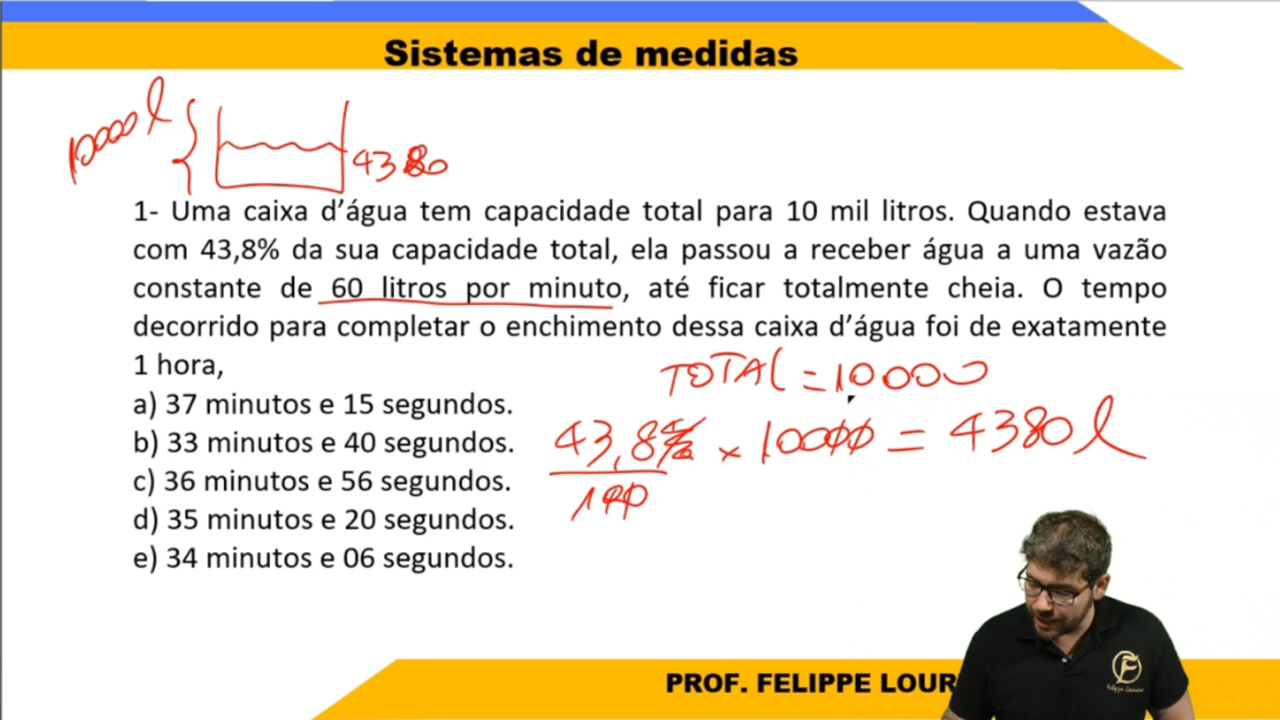 Sistemas de medidas
10000 l
4380
1- Uma caixa d’água tem capacidade total para 10 mil litros. Quando estava
com 43,8% da sua capacidade total, ela passou a receber água a uma vazão
constante de 60 litros por minuto, até ficar totalmente cheia. O tempo
decorrido para completar o enchimento dessa caixa d’água foi de exatamente
1 hora,
TOTAL = 10000
a) 37 minutos e 15 segundos.
b) 33 minutos e 40 segundos.
43,8% x 10000 = 4380 l
100
c) 36 minutos e 56 segundos.
d) 35 minutos e 20 segundos.
e) 34 minutos e 06 segundos.
PROF. FELIPPE LOUR